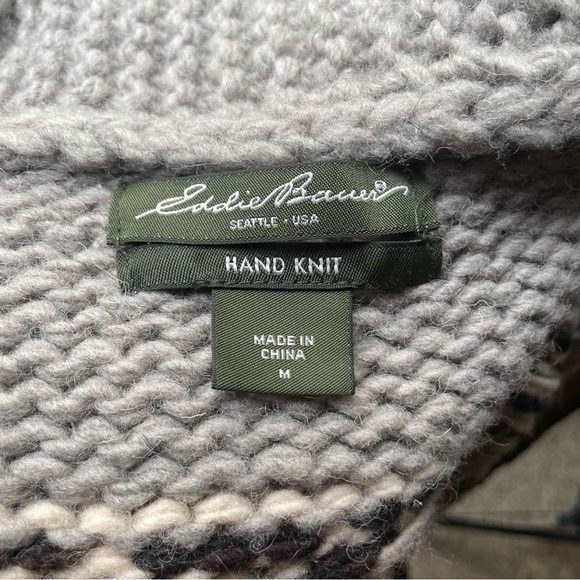 Eddie Bauer
SEATTLE • USA
HAND KNIT
MADE IN
CHINA
M